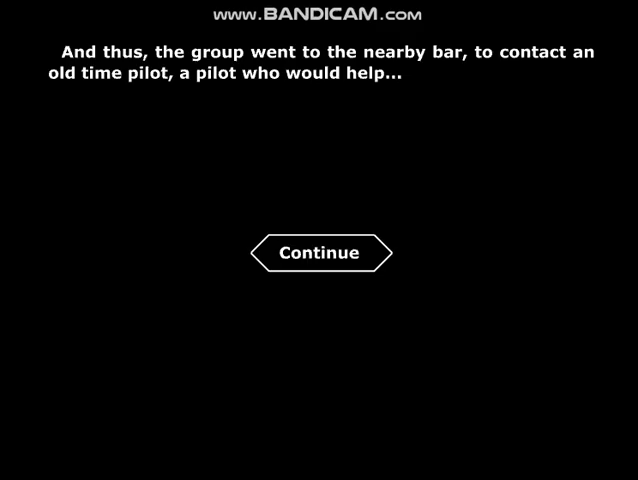 www.BANDICAM.com
And thus, the group went to the nearby bar, to contact an
old time pilot, a pilot who would help...
Continue